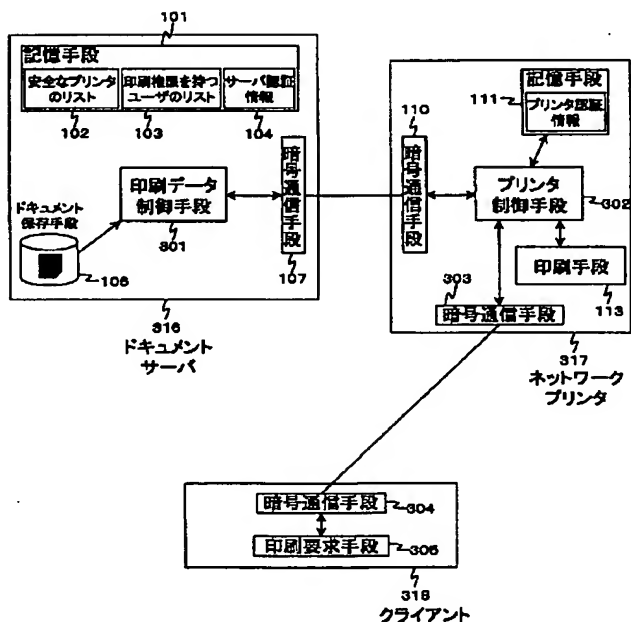 101
記憶手段
安全なプリンタ
のリスト
印刷権限を持つ
ユーザのリスト
サーバ認証
情報
102
103
104
印刷データ
制御手段
301
暗号通信手段
107
ドキュメント
保存手段
106
316
ドキュメント
サーバ
110
暗号通信手段
記憶手段
111
プリンタ認証
情報
プリンタ
制御手段
302
印刷手段
113
303
暗号通信手段
317
ネットワーク
プリンタ
暗号通信手段
304
印刷要求手段
305
318
クライアント